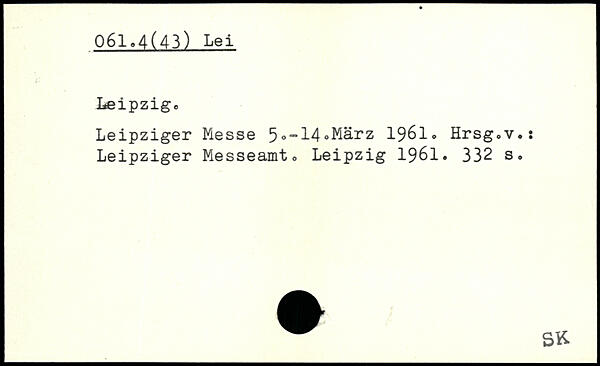 061.4(43) Lei
Leipzig.
Leipziger Messe 5.-14.März 1961. Hrsg.v.:
Leipziger Messeamt. Leipzig 1961. 332 s.
SK